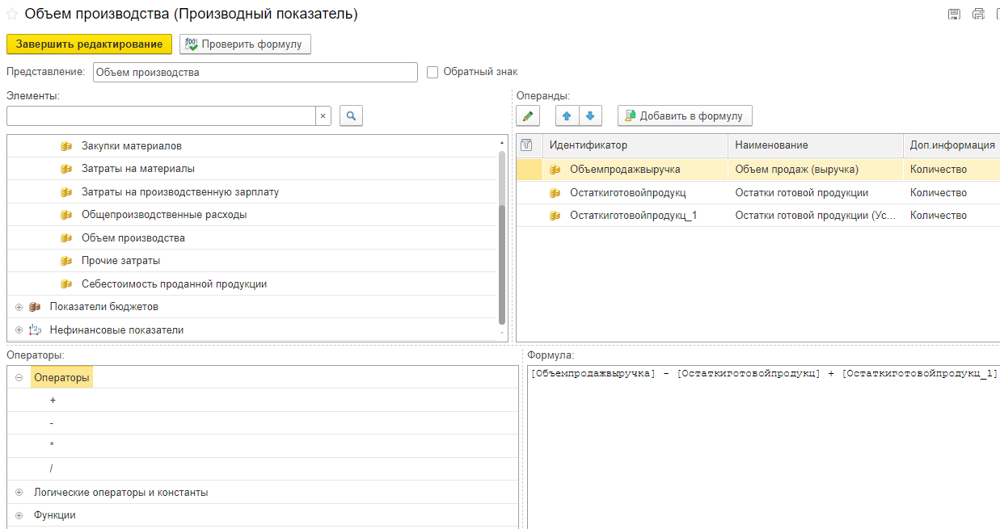 Объем производства (Производный показатель)
Завершить редактирование
Проверить формулу
Представление:
Объем производства
Обратный знак
Элементы:
Операнды:
Добавить в формулу
Закупки материалов
Затраты на материалы
Затраты на производственную зарплату
Общепроизводственные расходы
Объем производства
Прочие затраты
Себестоимость проданной продукции
Показатели бюджетов
Нефинансовые показатели
Идентификатор Наименование Доп.информация
Объемпродажвыручка Объем продаж (выручка) Количество
Остаткиготовойпродукц Остатки готовой продукции Количество
Остаткиготовойпродукц_1 Остатки готовой продукции (Ус... Количество
Операторы:
Операторы
+
-
*
/
Логические операторы и константы
Функции
Формула:
[Объемпродажвыручка] - [Остаткиготовойпродукц] + [Остаткиготовойпродукц_1]